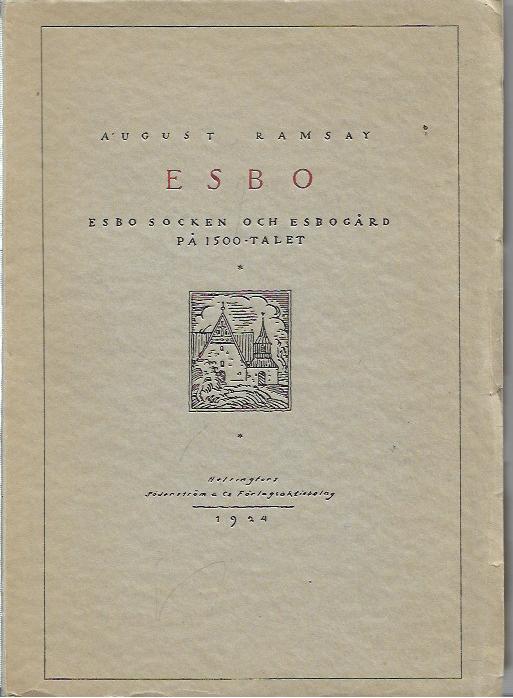 AUGUST RAMSAY
ESBO
ESBO SOCKEN OCH ESBOGÅRD
PÅ 1500-TALET
*
*
Helsingfors
Söderström & Co Förlagsaktiebolag
1924